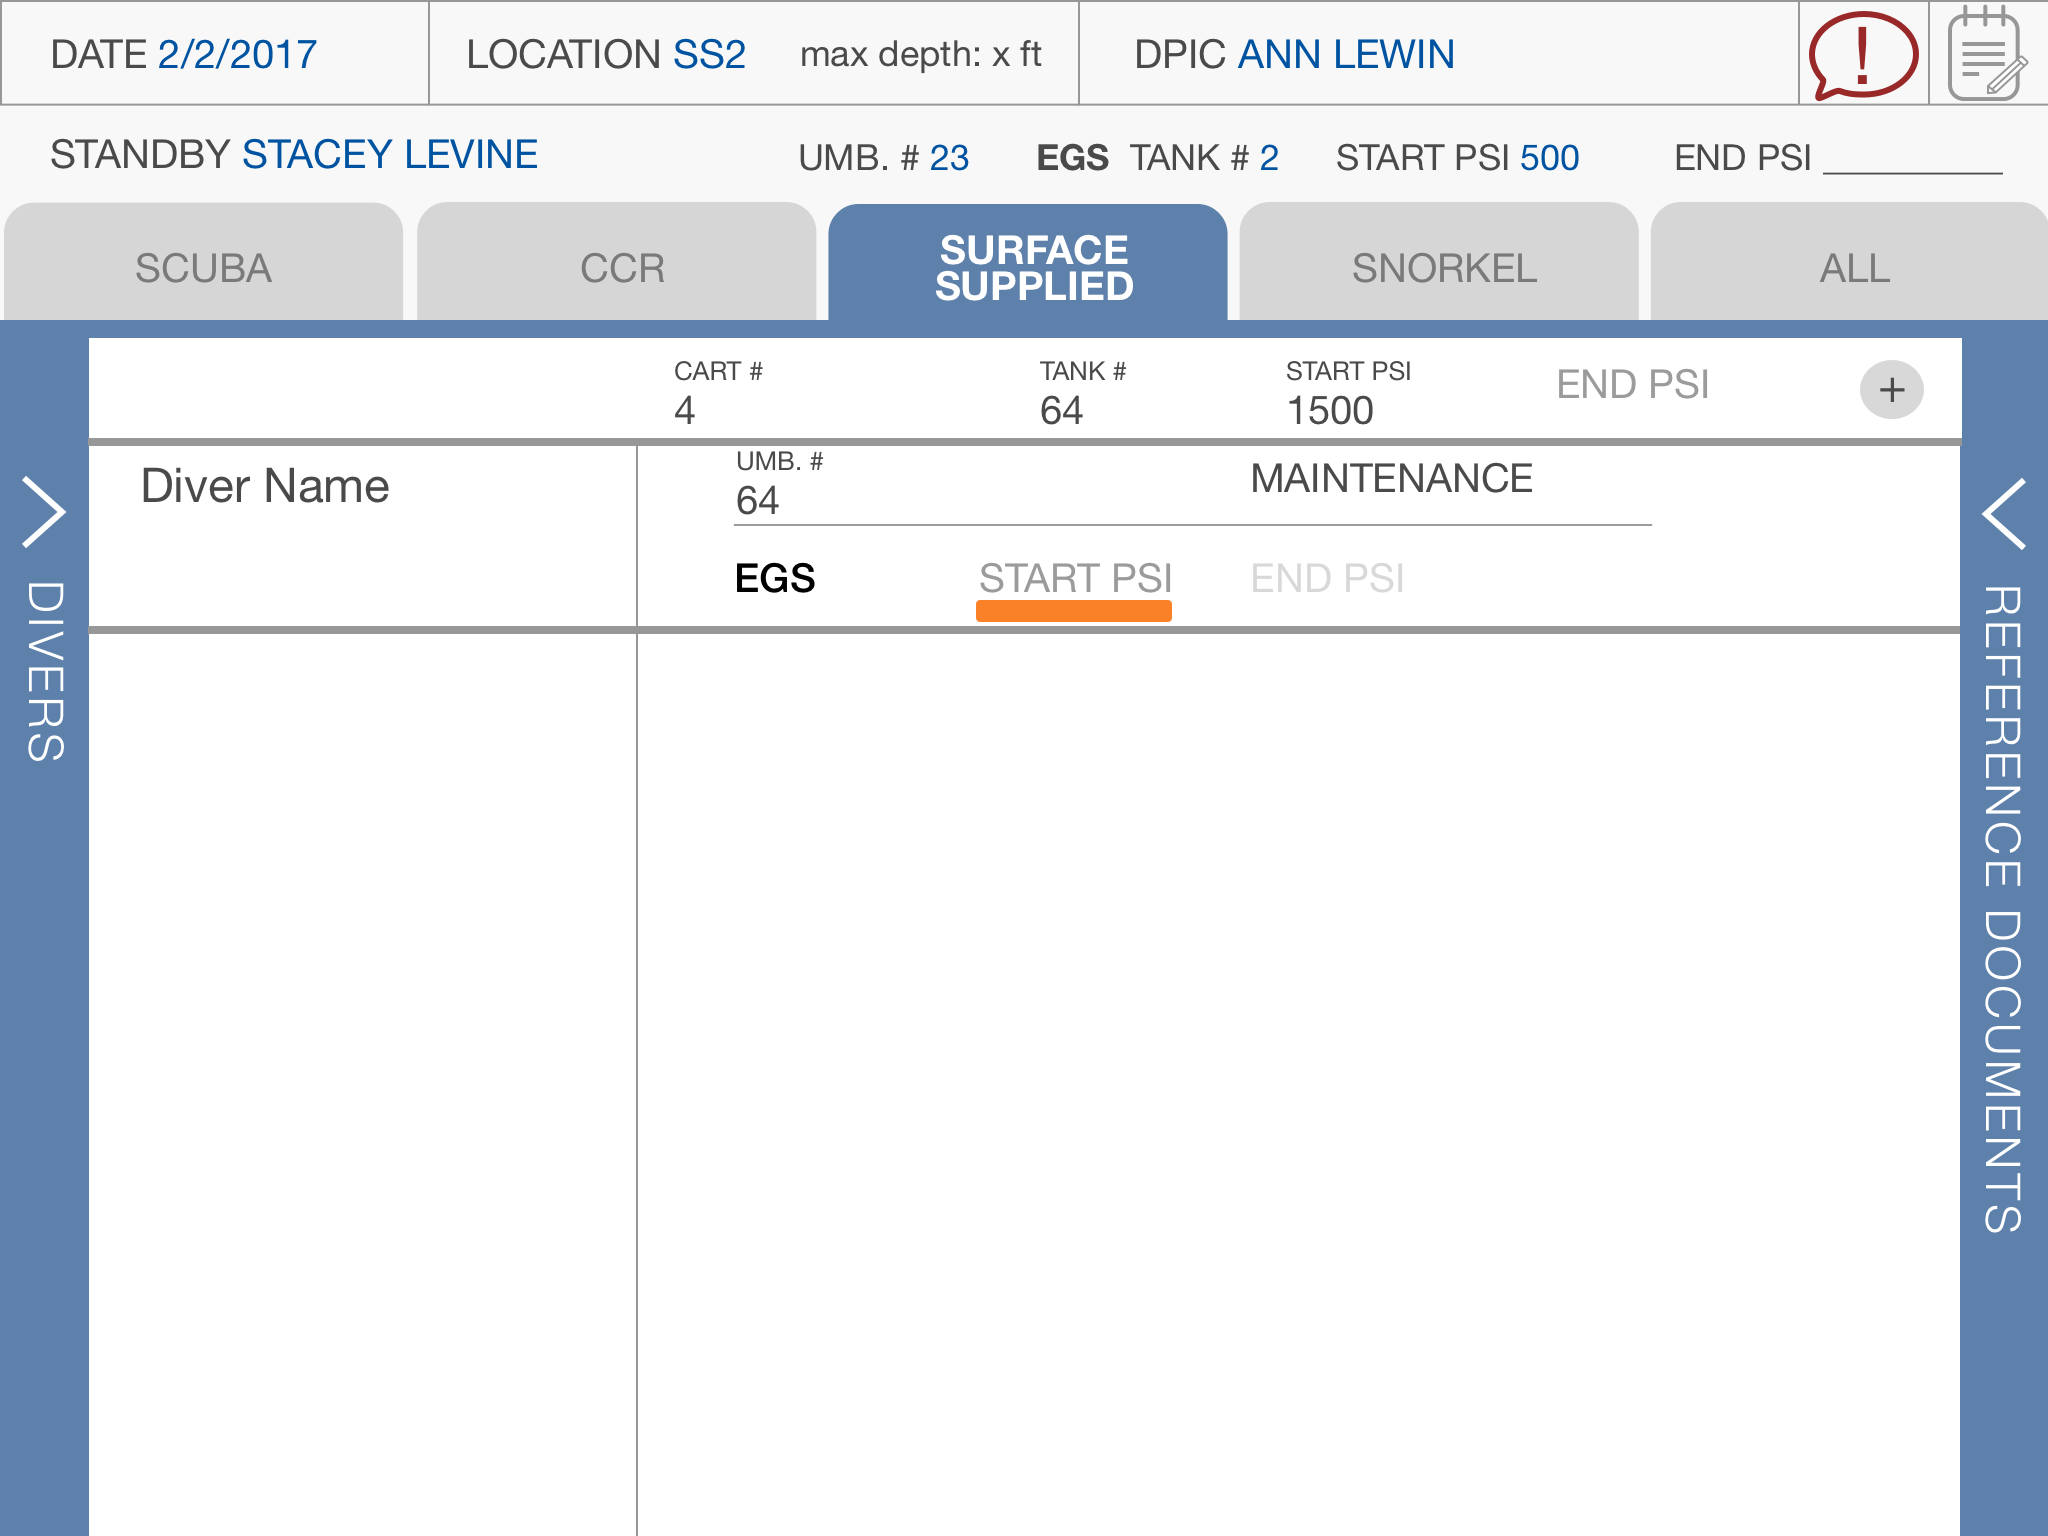 DATE 2/2/2017
LOCATION SS2 max depth: x ft
DPIC ANN LEWIN
!
STANDBY STACEY LEVINE
UMB. # 23 EGS TANK # 2 START PSI 500 END PSI
SCUBA
CCR
SURFACE
SUPPLIED
SNORKEL
ALL
CART #
4
TANK #
64
START PSI
1500
END PSI
+
Diver Name
UMB. #
64
MAINTENANCE
EGS START PSI END PSI
DIVERS
REFERENCE DOCUMENTS